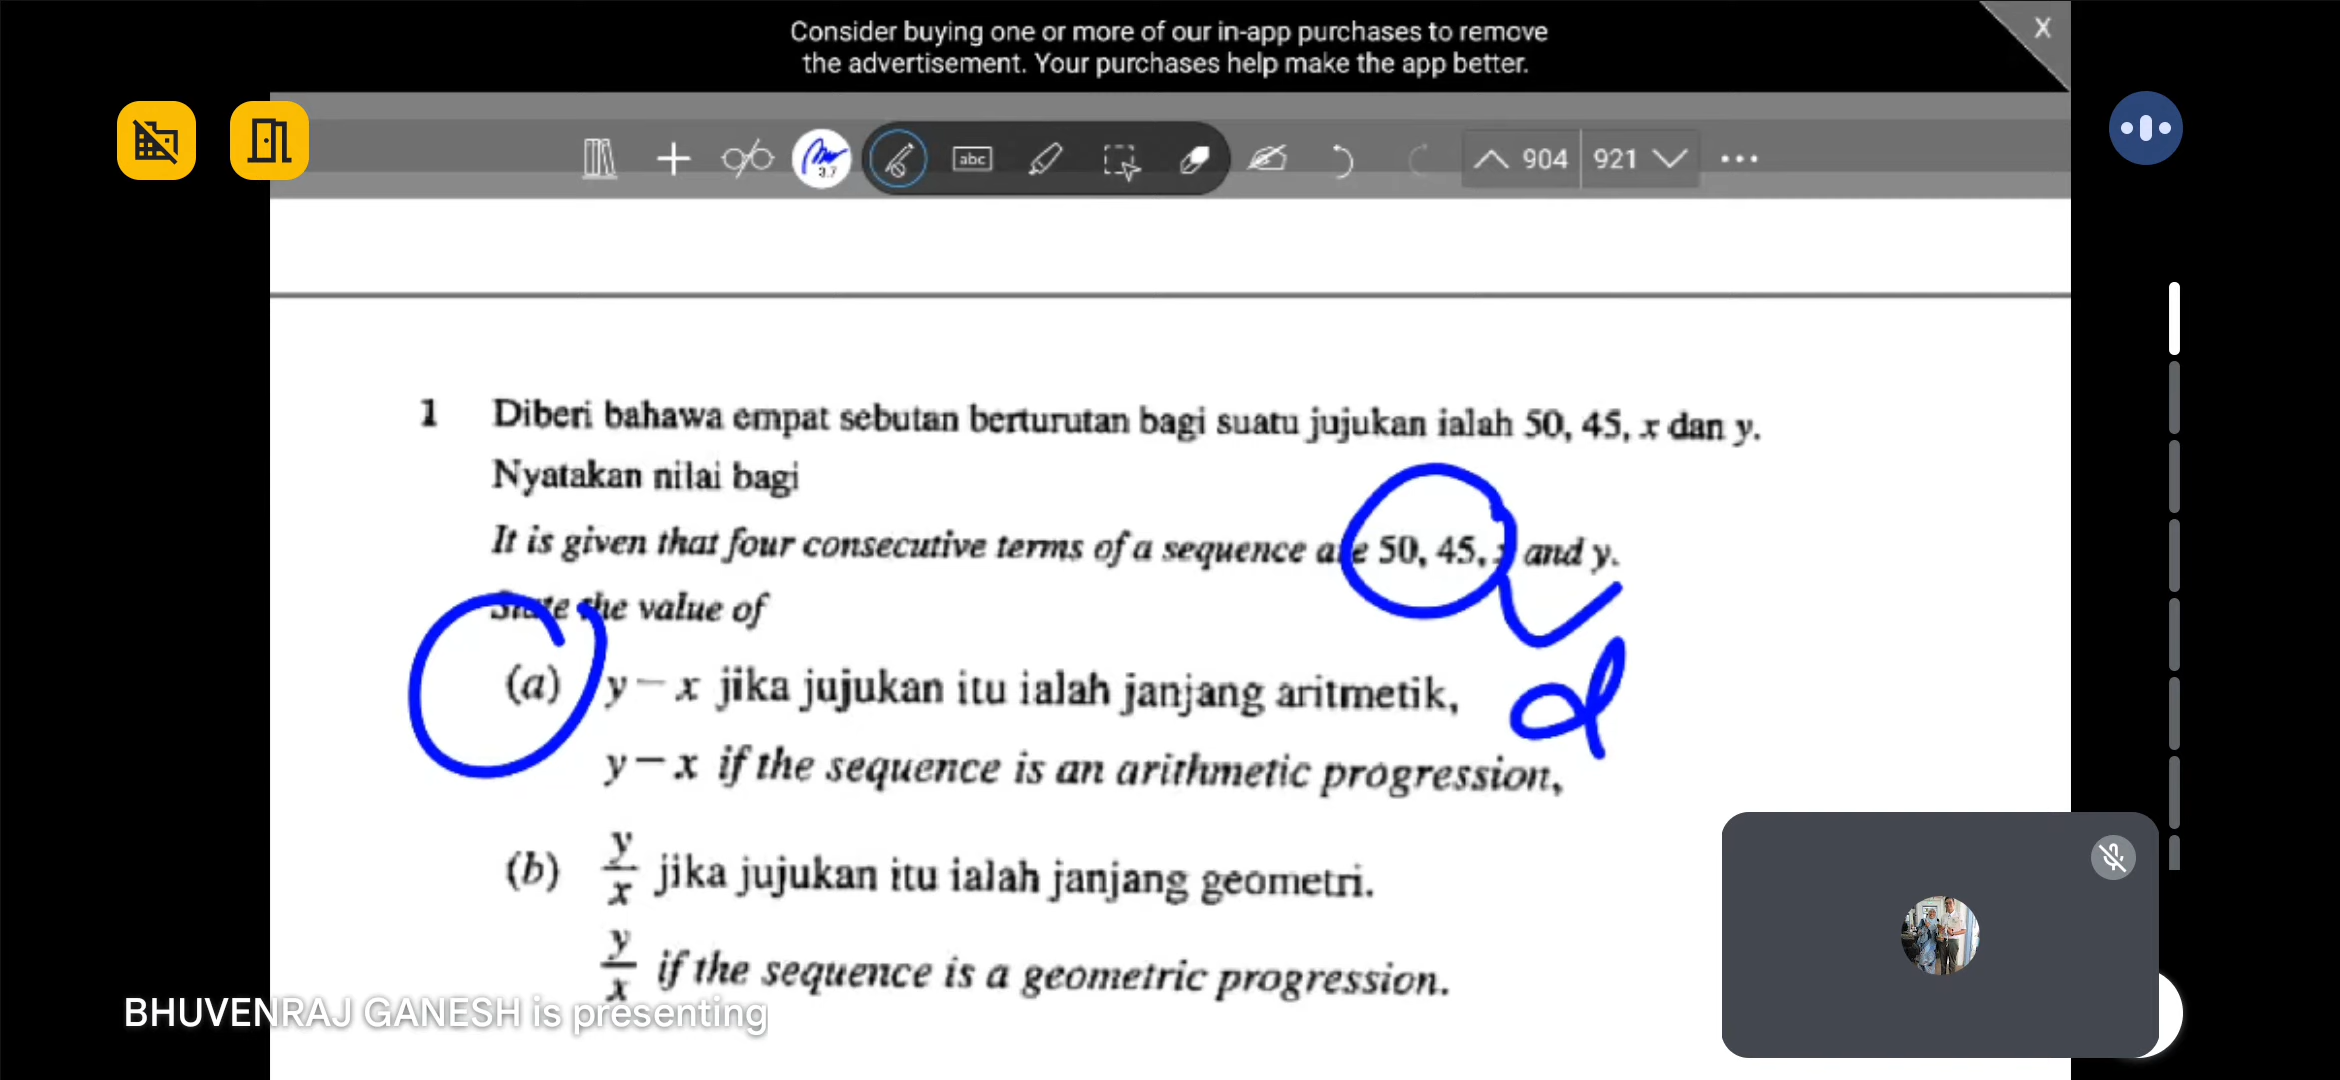 Consider buying one or more of our in-app purchases to remove
the advertisement. Your purchases help make the app better.
X
3.7
abc
904
921
1 Diberi bahawa empat sebutan berturutan bagi suatu jujukan ialah 50, 45, x dan y.
Nyatakan nilai bagi
It is given that four consecutive terms of a sequence are 50, 45, x and y.
State the value of
(a) y − x jika jujukan itu ialah janjang aritmetik,
d
y − x if the sequence is an arithmetic progression,
(b) y/x jika jujukan itu ialah janjang geometri.
y/x if the sequence is a geometric progression.
BHUVENRAJ GANESH is presenting